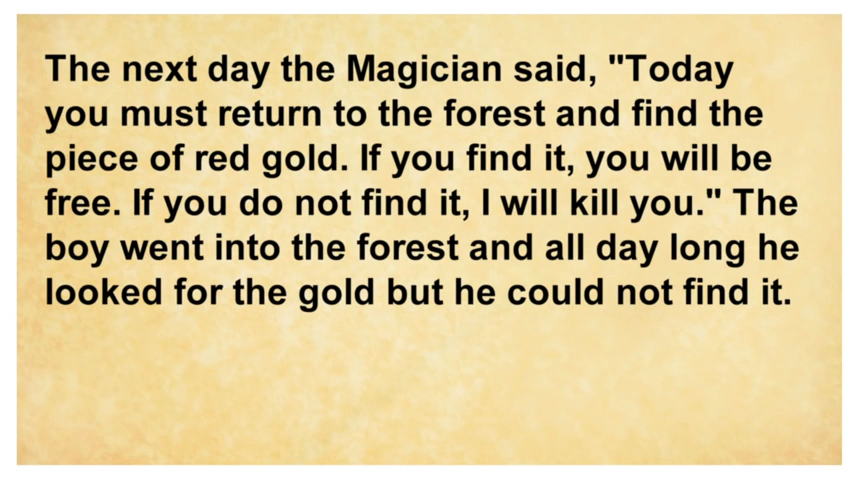 The next day the Magician said, "Today
you must return to the forest and find the
piece of red gold. If you find it, you will be
free. If you do not find it, I will kill you." The
boy went into the forest and all day long he
looked for the gold but he could not find it.